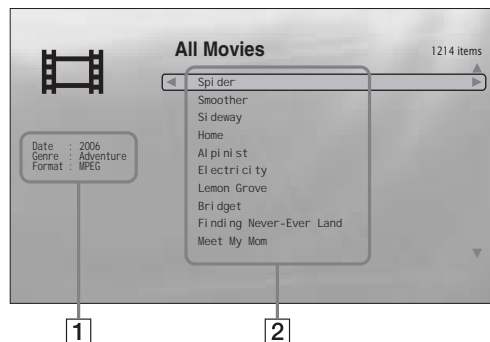 All Movies
1214 items
Spider
Smoother
Sideway
Home
Alpinist
Electricity
Lemon Grove
Bridget
Finding Never-Ever Land
Meet My Mom
Date : 2006
Genre : Adventure
Format : MPEG
1
2